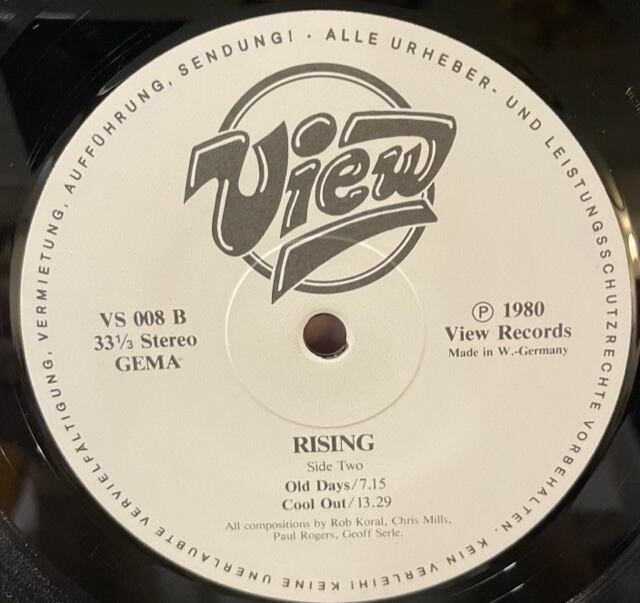 ALLE URHEBER- UND LEISTUNGSSCHUTZRECHTE VORBEHALTEN. KEIN VERLEIH! KEINE UNERLAUBTE VERVIELFÄLTIGUNG, VERMIETUNG, AUFFÜHRUNG, SENDUNG! ·
View
VS 008 B
33⅓ Stereo
GEMA
℗ 1980
View Records
Made in W.-Germany
RISING
Side Two
Old Days/7.15
Cool Out/13.29
All compositions by Rob Koral, Chris Mills,
Paul Rogers, Geoff Serle.